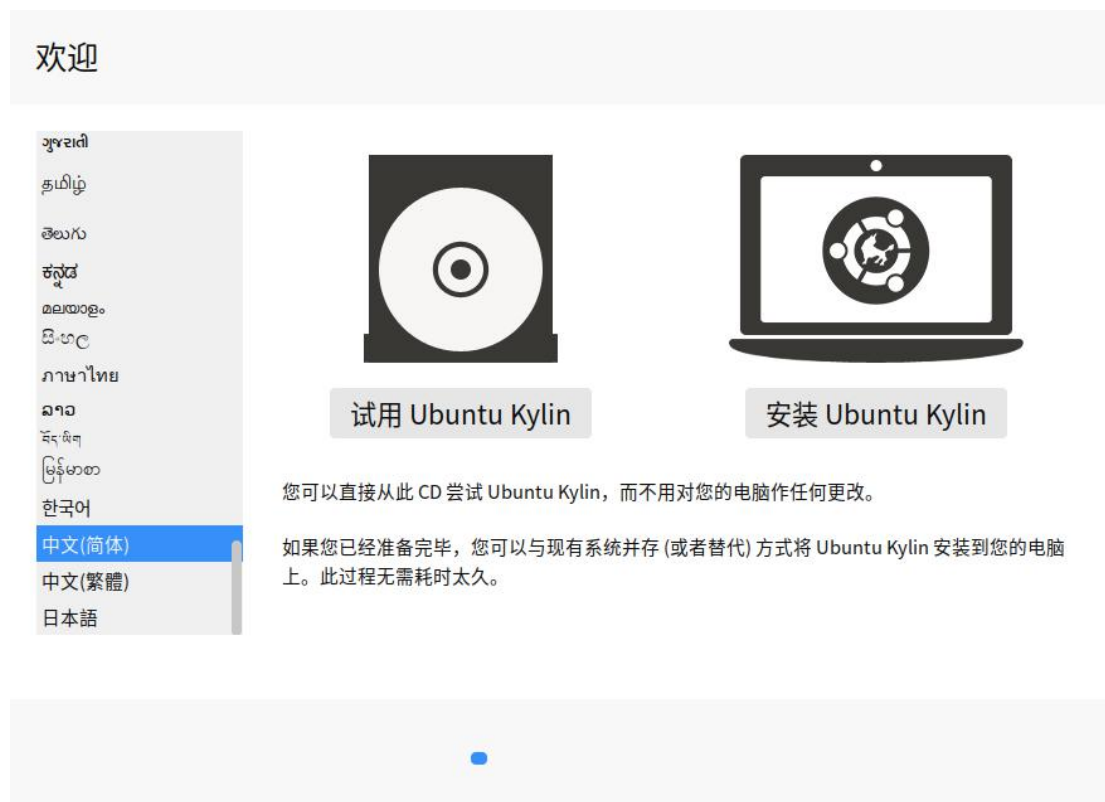 欢迎
ગુજરાતી
தமிழ்
తెలుగు
ಕನ್ನಡ
മലയാളം
සිංහල
ภาษาไทย
ລາວ
བོད་ཡིག
မြန်မာစာ
한국어
中文(简体)
中文(繁體)
日本語
试用 Ubuntu Kylin
安装 Ubuntu Kylin
您可以直接从此 CD 尝试 Ubuntu Kylin，而不用对您的电脑作任何更改。
如果您已经准备完毕，您可以与现有系统并存 (或者替代) 方式将 Ubuntu Kylin 安装到您的电脑
上。此过程无需耗时太久。